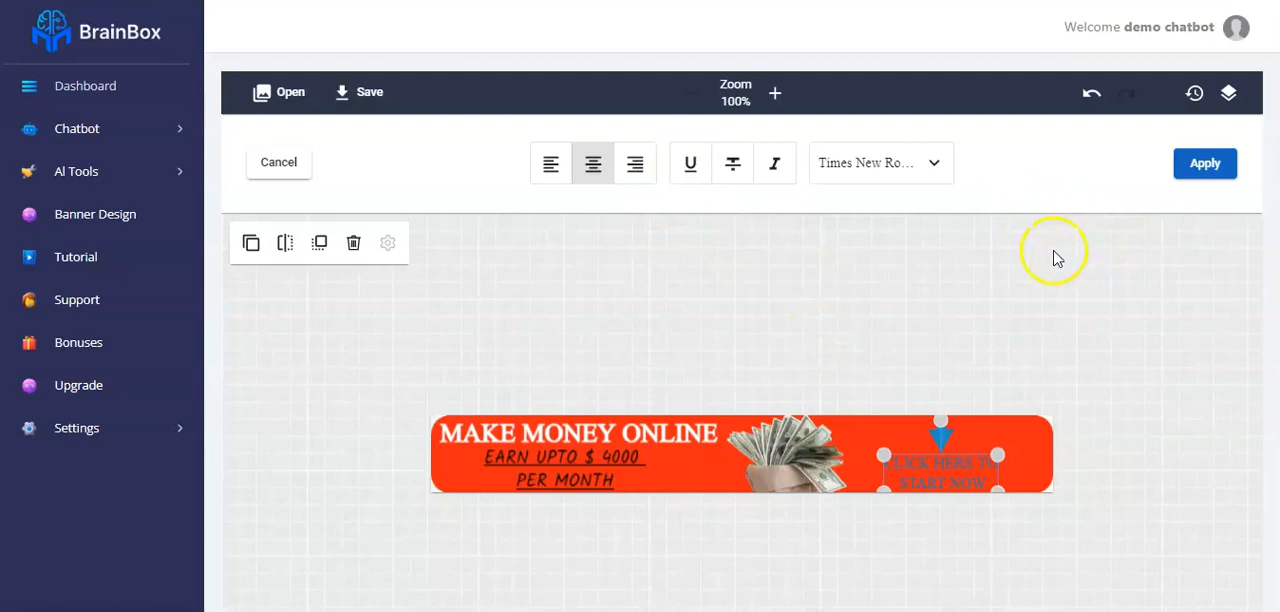 BrainBox
Welcome demo chatbot
Dashboard
Chatbot
AI Tools
Banner Design
Tutorial
Support
Bonuses
Upgrade
Settings
Open
Save
Zoom
100%
Cancel
Times New Ro...
Apply
MAKE MONEY ONLINE
EARN UPTO $ 4000
PER MONTH
CLICK HERE TO
START NOW